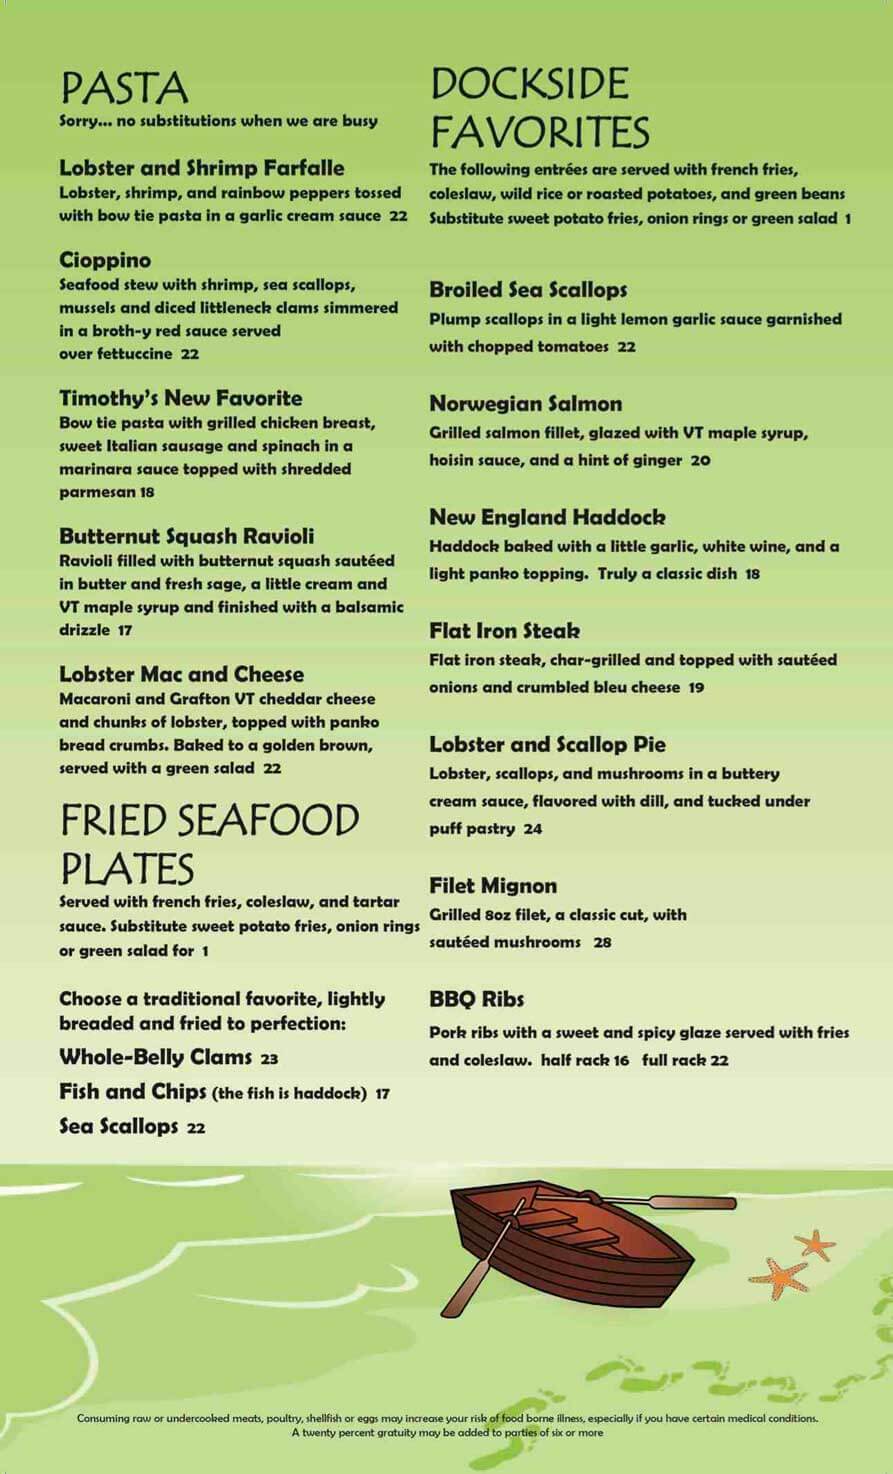 PASTA
Sorry... no substitutions when we are busy
Lobster and Shrimp Farfalle
Lobster, shrimp, and rainbow peppers tossed
with bow tie pasta in a garlic cream sauce 22
Cioppino
Seafood stew with shrimp, sea scallops,
mussels and diced littleneck clams simmered
in a broth-y red sauce served
over fettuccine 22
Timothy's New Favorite
Bow tie pasta with grilled chicken breast,
sweet Italian sausage and spinach in a
marinara sauce topped with shredded
parmesan 18
Butternut Squash Ravioli
Ravioli filled with butternut squash sautéed
in butter and fresh sage, a little cream and
VT maple syrup and finished with a balsamic
drizzle 17
Lobster Mac and Cheese
Macaroni and Grafton VT cheddar cheese
and chunks of lobster, topped with panko
bread crumbs. Baked to a golden brown,
served with a green salad 22
FRIED SEAFOOD
PLATES
Served with french fries, coleslaw, and tartar
sauce. Substitute sweet potato fries, onion rings
or green salad for 1
Choose a traditional favorite, lightly
breaded and fried to perfection:
Whole-Belly Clams 23
Fish and Chips (the fish is haddock) 17
Sea Scallops 22
DOCKSIDE
FAVORITES
The following entrées are served with french fries,
coleslaw, wild rice or roasted potatoes, and green beans
Substitute sweet potato fries, onion rings or green salad 1
Broiled Sea Scallops
Plump scallops in a light lemon garlic sauce garnished
with chopped tomatoes 22
Norwegian Salmon
Grilled salmon fillet, glazed with VT maple syrup,
hoisin sauce, and a hint of ginger 20
New England Haddock
Haddock baked with a little garlic, white wine, and a
light panko topping. Truly a classic dish 18
Flat Iron Steak
Flat iron steak, char-grilled and topped with sautéed
onions and crumbled bleu cheese 19
Lobster and Scallop Pie
Lobster, scallops, and mushrooms in a buttery
cream sauce, flavored with dill, and tucked under
puff pastry 24
Filet Mignon
Grilled 8oz filet, a classic cut, with
sautéed mushrooms 28
BBQ Ribs
Pork ribs with a sweet and spicy glaze served with fries
and coleslaw. half rack 16 full rack 22
Consuming raw or undercooked meats, poultry, shellfish or eggs may increase your risk of food borne illness, especially if you have certain medical conditions.
A twenty percent gratuity may be added to parties of six or more